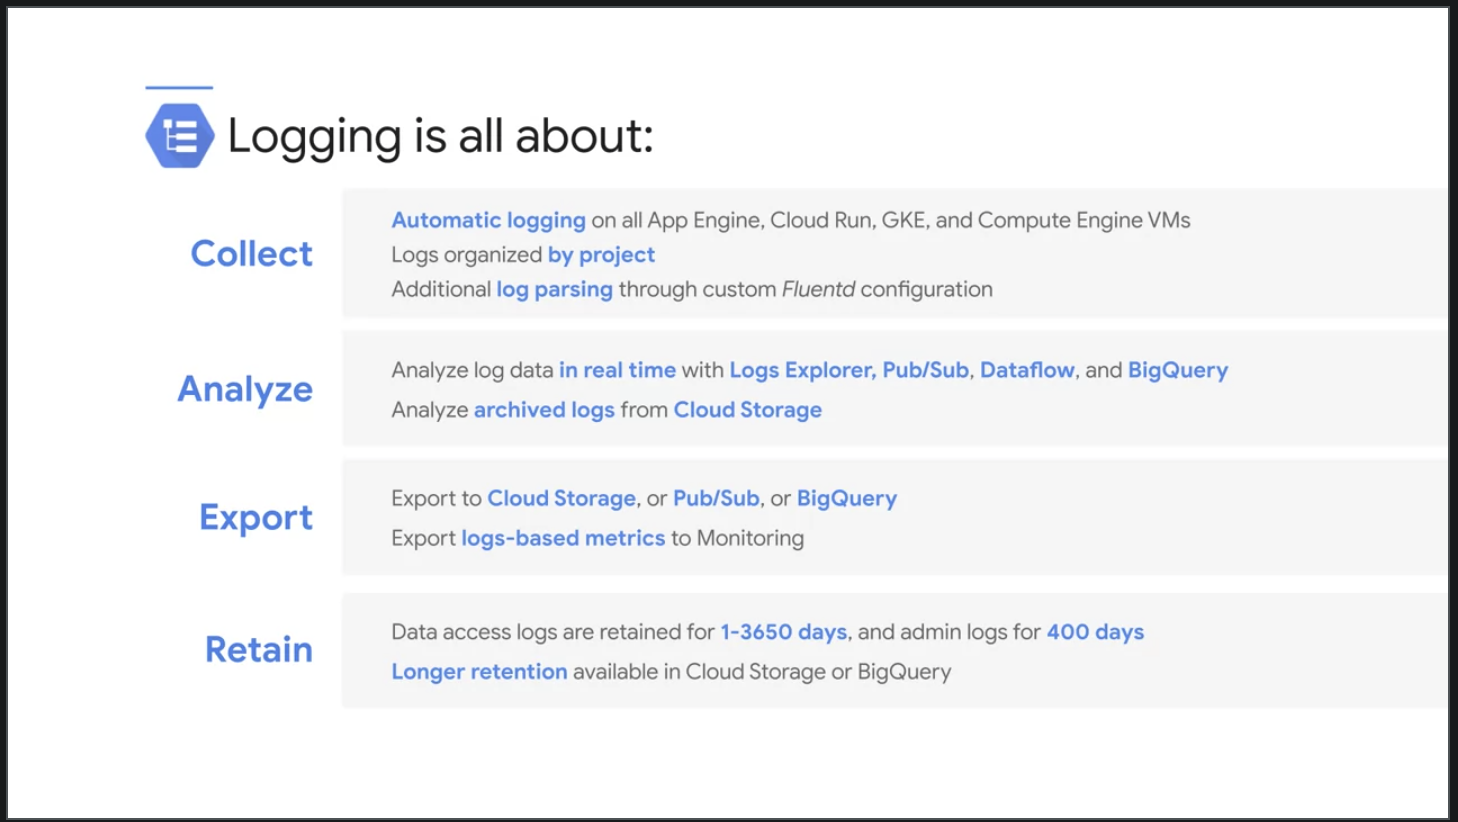 Logging is all about:
Collect
Automatic logging on all App Engine, Cloud Run, GKE, and Compute Engine VMs
Logs organized by project
Additional log parsing through custom Fluentd configuration
Analyze
Analyze log data in real time with Logs Explorer, Pub/Sub, Dataflow, and BigQuery
Analyze archived logs from Cloud Storage
Export
Export to Cloud Storage, or Pub/Sub, or BigQuery
Export logs-based metrics to Monitoring
Retain
Data access logs are retained for 1-3650 days, and admin logs for 400 days
Longer retention available in Cloud Storage or BigQuery